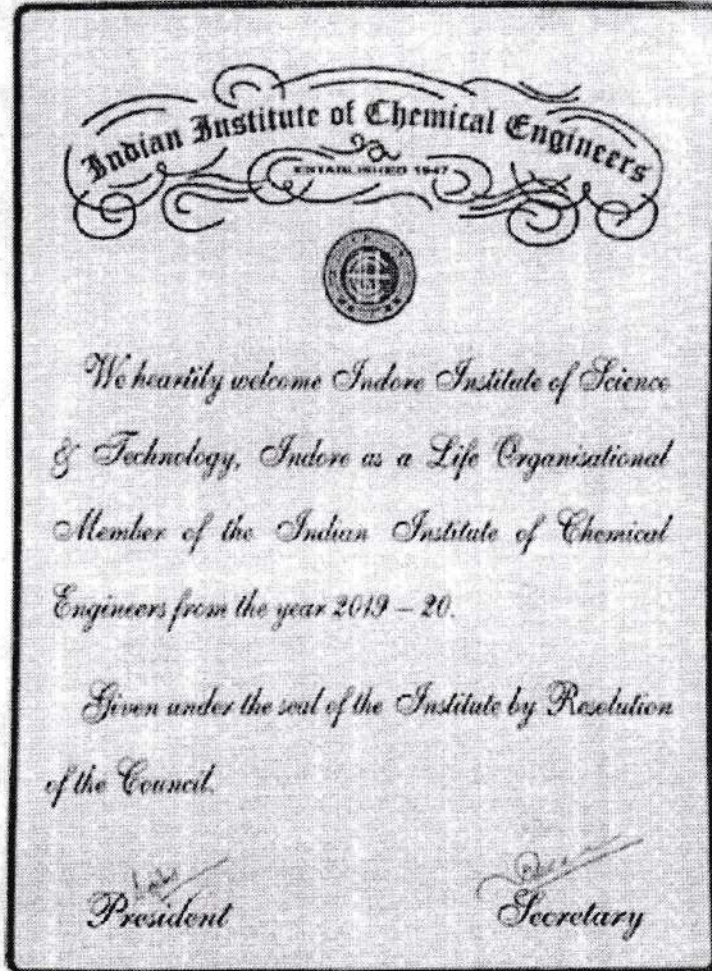 Indian Institute of Chemical Engineers
ESTABLISHED 1947
We heartily welcome Indore Institute of Science
& Technology, Indore as a Life Organisational
Member of the Indian Institute of Chemical
Engineers from the year 2019 – 20.
Given under the seal of the Institute by Resolution
of the Council.
President
Secretary